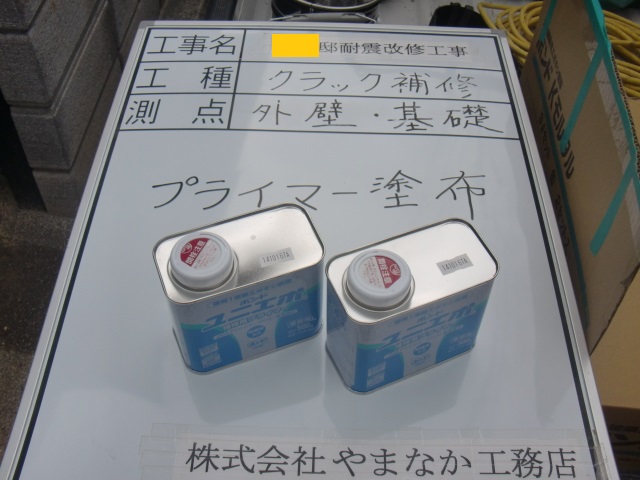 工事名 邸耐震改修工事
工種 クラック補修
測点 外壁・基礎
プライマー塗布
ユニエポ
ユニエポ
株式会社やまなか工務店